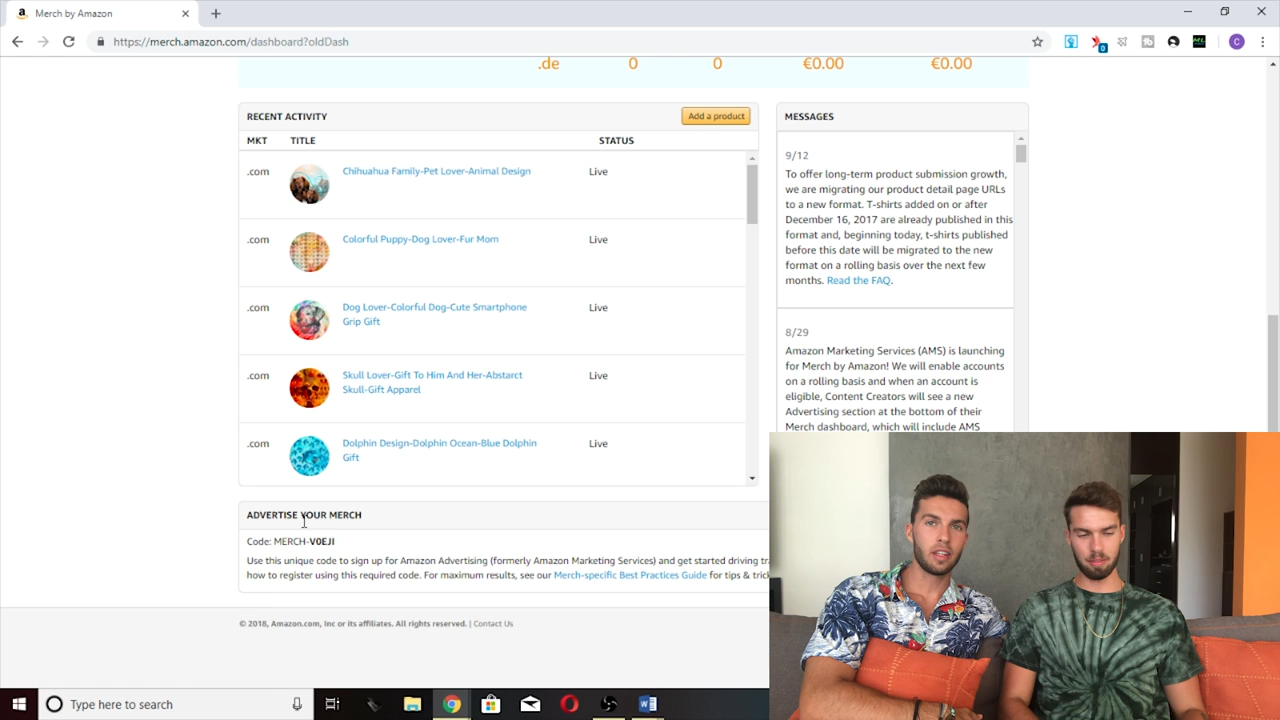 Merch by Amazon
https://merch.amazon.com/dashboard?oldDash
0
C
.de 0 0 €0.00 €0.00
RECENT ACTIVITY
Add a product
MKT TITLE STATUS
.com Chihuahua Family-Pet Lover-Animal Design Live
.com Colorful Puppy-Dog Lover-Fur Mom Live
.com Dog Lover-Colorful Dog-Cute Smartphone Live
Grip Gift
.com Skull Lover-Gift To Him And Her-Abstarct Live
Skull-Gift Apparel
.com Dolphin Design-Dolphin Ocean-Blue Dolphin Live
Gift
MESSAGES
9/12
To offer long-term product submission growth,
we are migrating our product detail page URLs
to a new format. T-shirts added on or after
December 16, 2017 are already published in this
format and, beginning today, t-shirts published
before this date will be migrated to the new
format on a rolling basis over the next few
months. Read the FAQ.
8/29
Amazon Marketing Services (AMS) is launching
for Merch by Amazon! We will enable accounts
on a rolling basis and when an account is
eligible, Content Creators will see a new
Advertising section at the bottom of their
Merch dashboard, which will include AMS
ADVERTISE YOUR MERCH
Code: MERCH-V0EJI
Use this unique code to sign up for Amazon Advertising (formerly Amazon Marketing Services) and get started driving
how to register using this required code. For maximum results, see our Merch-specific Best Practices Guide for tips &
© 2018, Amazon.com, Inc or its affiliates. All rights reserved. | Contact Us
Type here to search